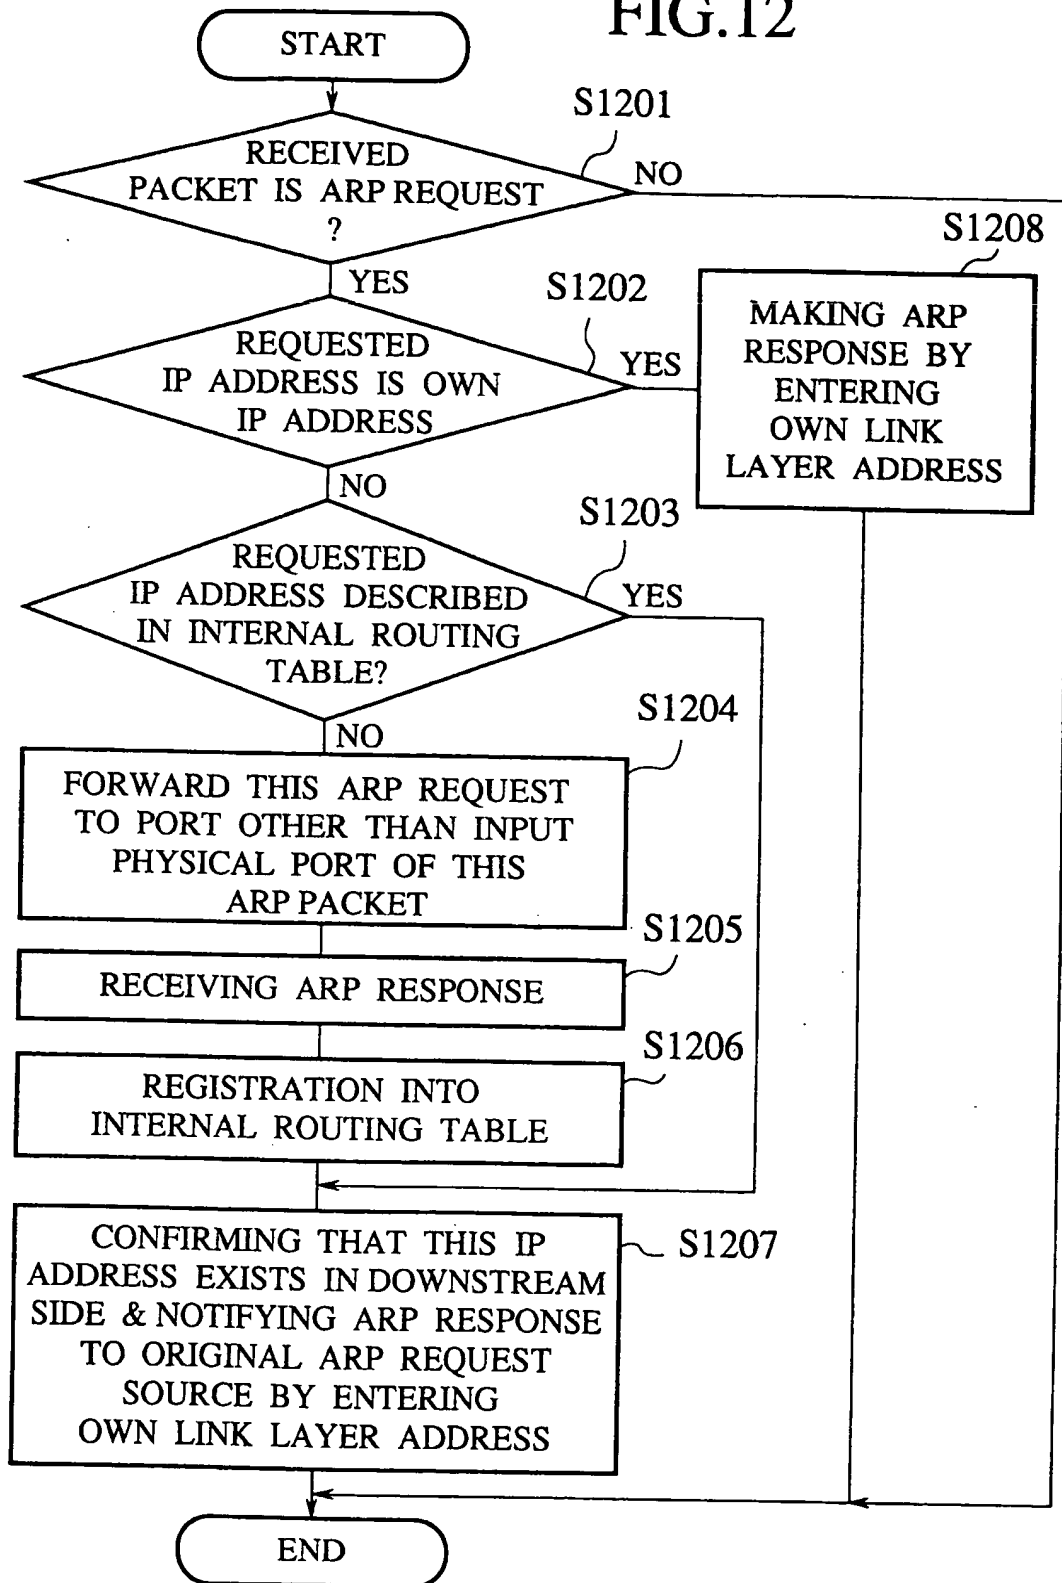 FIG.12
START
S1201
RECEIVED
PACKET IS ARP REQUEST
?
NO
YES
S1208
S1202
REQUESTED
IP ADDRESS IS OWN
IP ADDRESS
YES
MAKING ARP
RESPONSE BY
ENTERING
OWN LINK
LAYER ADDRESS
NO
S1203
REQUESTED
IP ADDRESS DESCRIBED
IN INTERNAL ROUTING
TABLE?
YES
NO
S1204
FORWARD THIS ARP REQUEST
TO PORT OTHER THAN INPUT
PHYSICAL PORT OF THIS
ARP PACKET
S1205
RECEIVING ARP RESPONSE
S1206
REGISTRATION INTO
INTERNAL ROUTING TABLE
S1207
CONFIRMING THAT THIS IP
ADDRESS EXISTS IN DOWNSTREAM
SIDE & NOTIFYING ARP RESPONSE
TO ORIGINAL ARP REQUEST
SOURCE BY ENTERING
OWN LINK LAYER ADDRESS
END